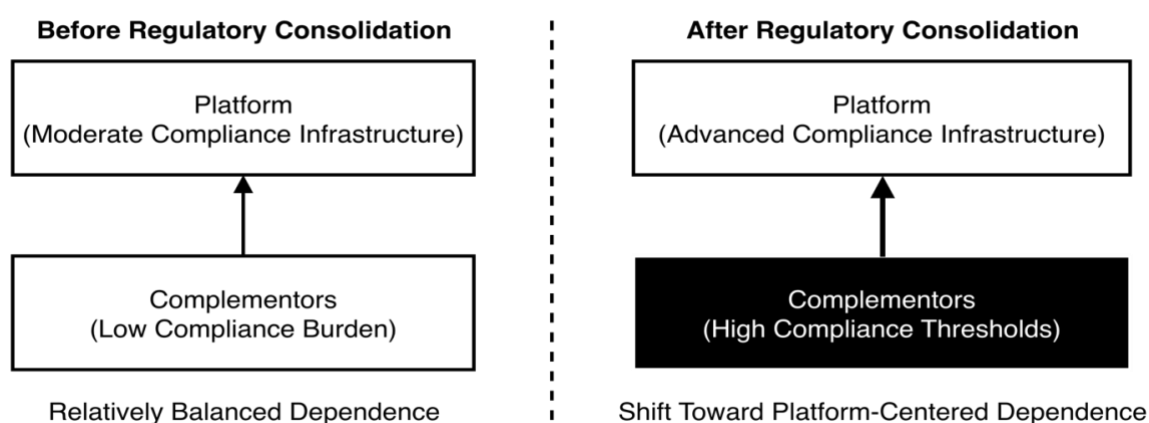 Before Regulatory Consolidation
Platform
(Moderate Compliance Infrastructure)
Complementors
(Low Compliance Burden)
Relatively Balanced Dependence
After Regulatory Consolidation
Platform
(Advanced Compliance Infrastructure)
Complementors
(High Compliance Thresholds)
Shift Toward Platform-Centered Dependence